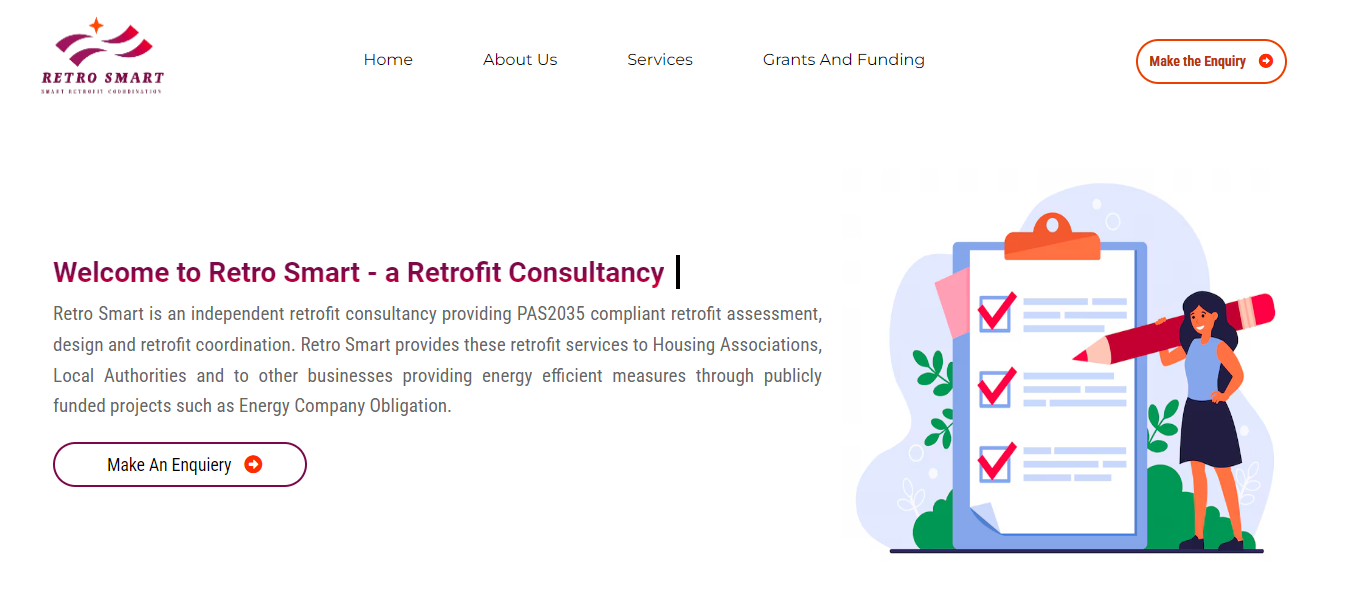 RETRO SMART
SMART RETROFIT COORDINATION
Home
About Us
Services
Grants And Funding
Make the Enquiry
Welcome to Retro Smart - a Retrofit Consultancy
Retro Smart is an independent retrofit consultancy providing PAS2035 compliant retrofit assessment,
design and retrofit coordination. Retro Smart provides these retrofit services to Housing Associations,
Local Authorities and to other businesses providing energy efficient measures through publicly
funded projects such as Energy Company Obligation.
Make An Enquiery